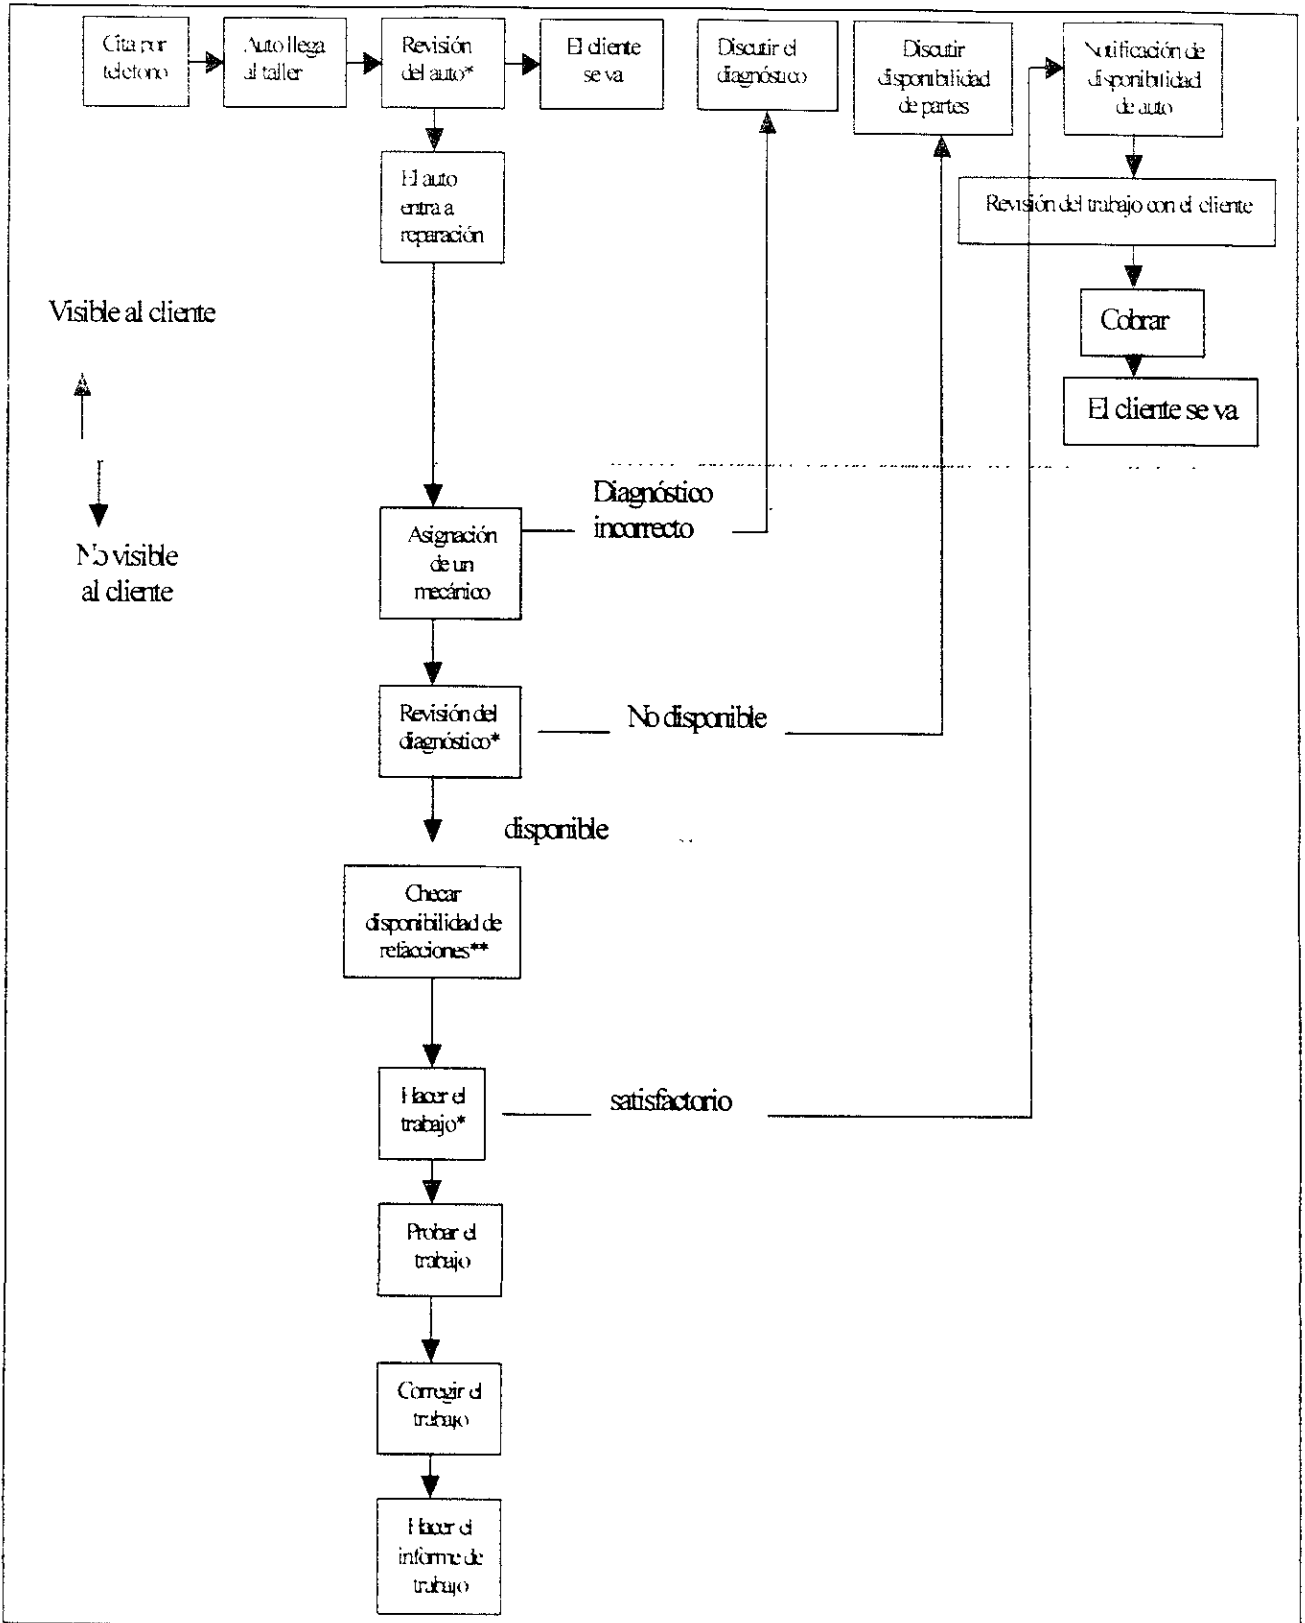 Cita por
telefono
Auto llega
al taller
Revisión
del auto*
El cliente
se va
Discutir el
diagnóstico
Discutir
disponibilidad
de partes
Notificación de
disponibilidad
de auto
El auto
entra a
reparación
Revisión del trabajo con el cliente
Visible al cliente
Cobrar
El cliente se va
No visible
al cliente
Diagnóstico
incorrecto
Asignación
de un
mecánico
Revisión del
diagnóstico*
No disponible
disponible
Checar
disponibilidad de
refacciones**
Hacer el
trabajo*
satisfactorio
Probar el
trabajo
Corregir el
trabajo
Hacer el
informe de
trabajo